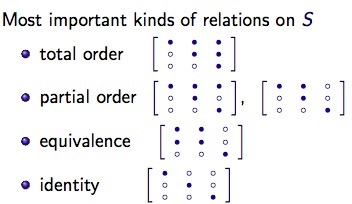 Most important kinds of relations on S
• total order [• • •
◦ • •
◦ ◦ •]
• partial order [• • •
◦ • ◦
◦ ◦ •], [• • ◦
◦ • ◦
◦ ◦ •]
• equivalence [• • ◦
• • ◦
◦ ◦ •]
• identity [• ◦ ◦
◦ • ◦
◦ ◦ •]